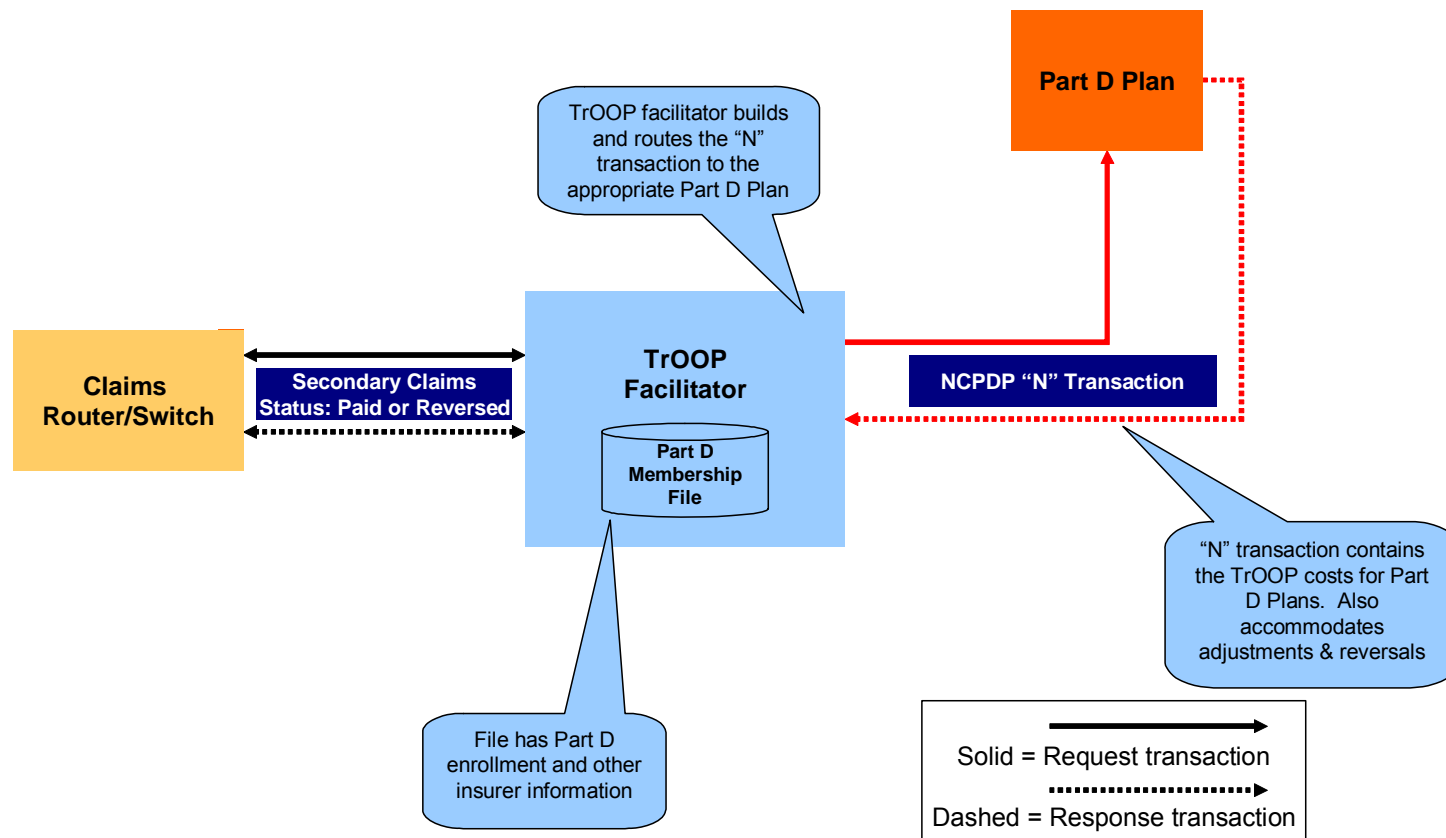 Part D Plan
TrOOP facilitator builds
and routes the “N”
transaction to the
appropriate Part D Plan
Claims
Router/Switch
Secondary Claims
Status: Paid or Reversed
TrOOP
Facilitator
Part D
Membership
File
NCPDP “N” Transaction
“N” transaction contains
the TrOOP costs for Part
D Plans.  Also
accommodates
adjustments & reversals
File has Part D
enrollment and other
insurer information
Solid = Request transaction
Dashed = Response transaction